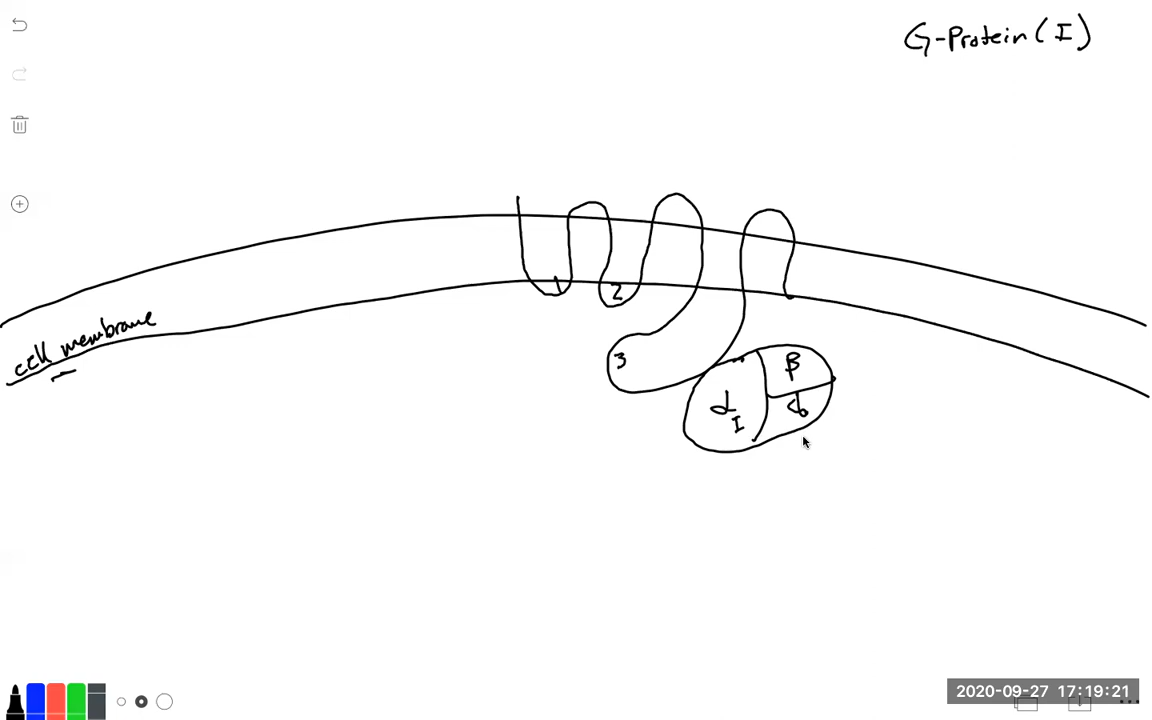 G-Protein (I)
1
2
cell membrane
3
β
α I
γ
2020-09-27 17:19:21